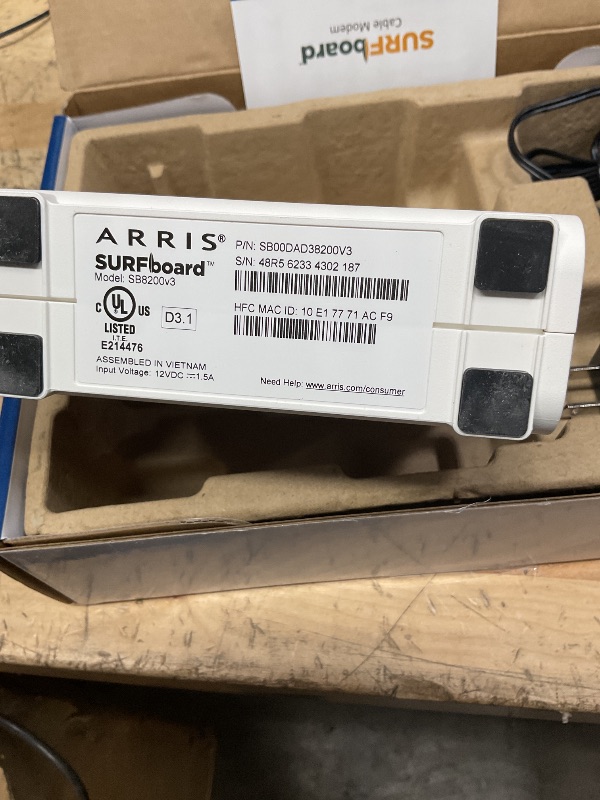 SURFboard™
Cable Modem
ARRIS®
SURFboard™
Model: SB8200v3
C UL US
LISTED
I.T.E.
E214476
D3.1
ASSEMBLED IN VIETNAM
Input Voltage: 12VDC⎓1.5A
P/N: SB00DAD38200V3
S/N: 48R5 6233 4302 187
HFC MAC ID: 10 E1 77 71 AC F9
Need Help: www.arris.com/consumer